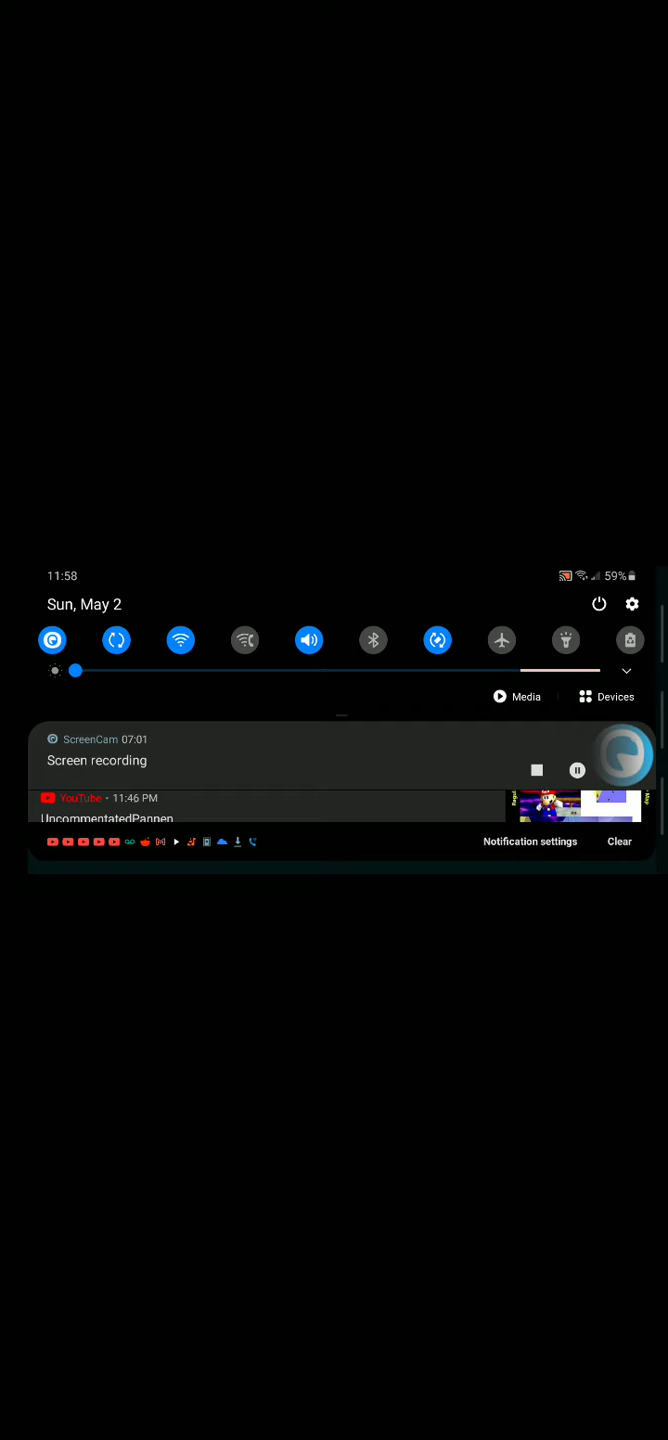 11:58 59%
Sun, May 2
Media Devices
ScreenCam 07:01
Screen recording
YouTube • 11:46 PM
UncommentatedPannen
Notification settings Clear